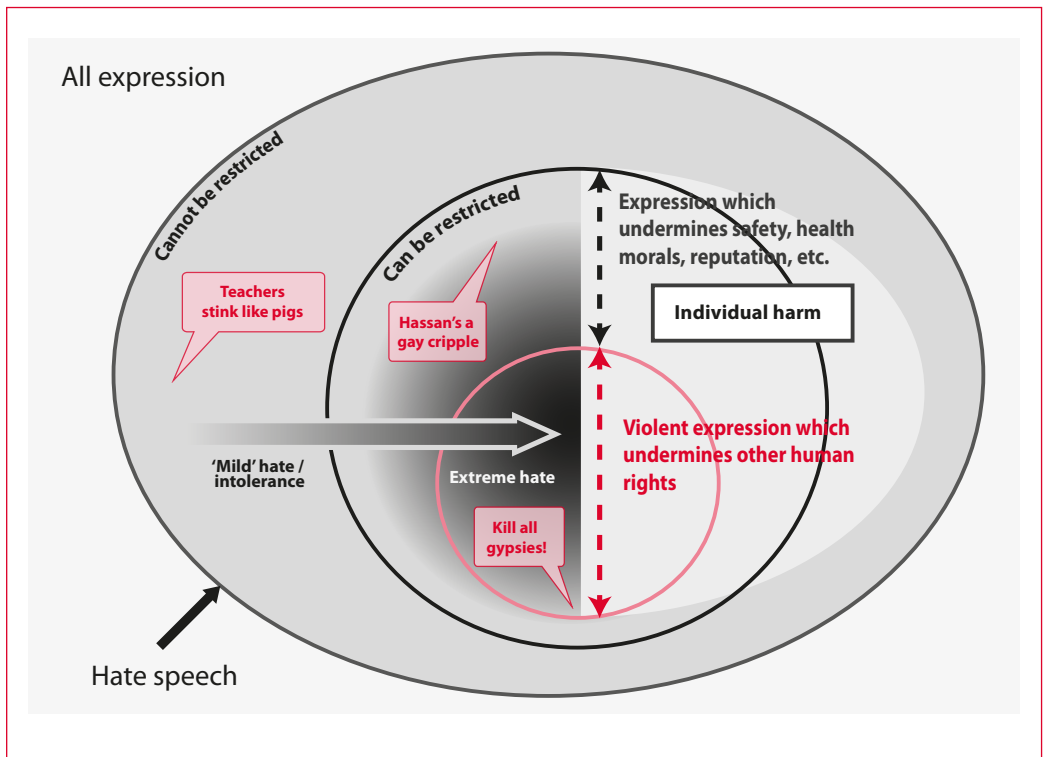 All expression
Cannot be restricted
Can be restricted
Expression which
undermines safety, health
morals, reputation, etc.
Teachers
stink like pigs
Hassan’s a
gay cripple
Individual harm
‘Mild’ hate /
intolerance
Extreme hate
Violent expression which
undermines other human
rights
Kill all
gypsies!
Hate speech